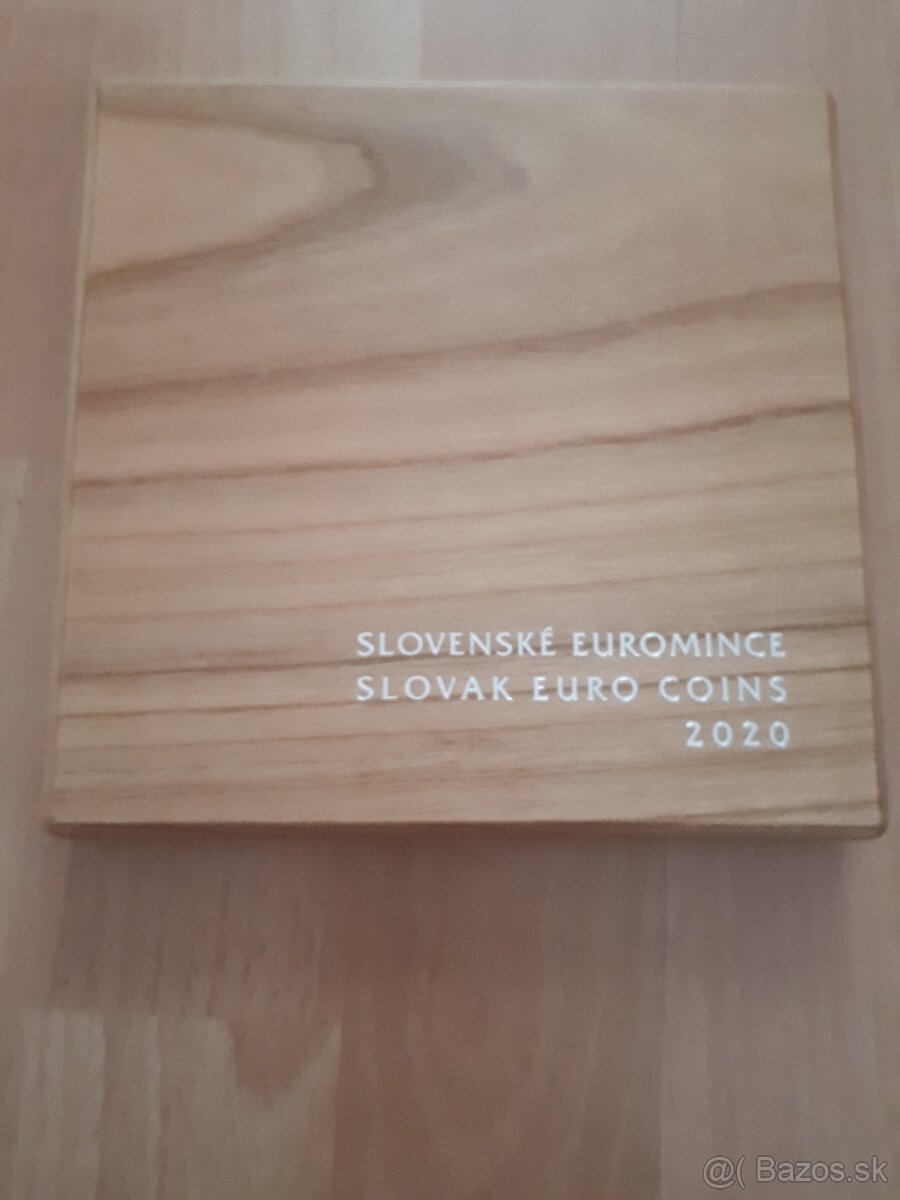 SLOVENSKÉ EUROMINCE
SLOVAK EURO COINS
2020
@( Bazos.sk